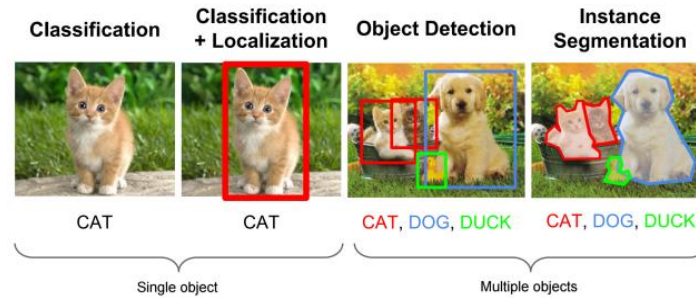 Classification
Classification
+ Localization
Object Detection
Instance
Segmentation
CAT
CAT
CAT, DOG, DUCK
CAT, DOG, DUCK
Single object
Multiple objects